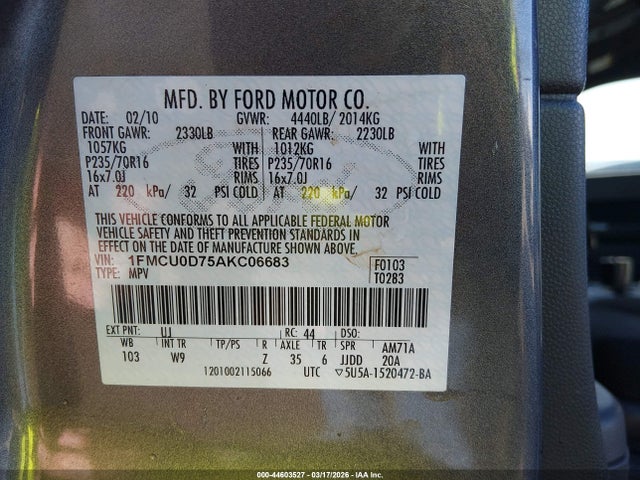 MFD. BY FORD MOTOR CO.
DATE: 02/10 GVWR: 4440LB/ 2014KG
FRONT GAWR: 2330LB REAR GAWR: 2230LB
1057KG WITH 1012KG WITH
P235/70R16 TIRES P235/70R16 TIRES
16x7.0J RIMS 16x7.0J RIMS
AT 220 kPa/ 32 PSI COLD AT 220 kPa/ 32 PSI COLD
THIS VEHICLE CONFORMS TO ALL APPLICABLE FEDERAL MOTOR
VEHICLE SAFETY AND THEFT PREVENTION STANDARDS IN
EFFECT ON THE DATE OF MANUFACTURE SHOWN ABOVE.
VIN: 1FMCU0D75AKC06683 F0103
TYPE: MPV T0283
EXT PNT: UJ RC: 44 DSO:
WB INT TR TP/PS R AXLE TR SPR AM71A
103 W9 Z 35 6 JJDD 20A
1201002115066 UTC ▽5U5A-1520472-BA
000-44603527 - 03/17/2026 - IAA Inc.